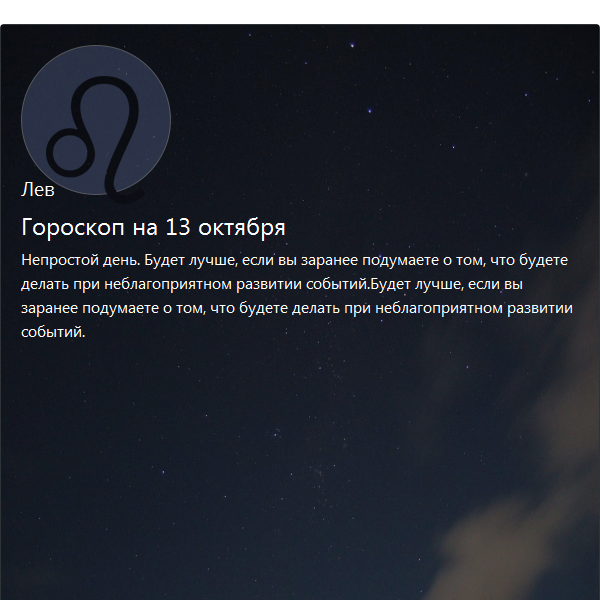 Лев
Гороскоп на 13 октября
Непростой день. Будет лучше, если вы заранее подумаете о том, что будете
делать при неблагоприятном развитии событий.Будет лучше, если вы
заранее подумаете о том, что будете делать при неблагоприятном развитии
событий.